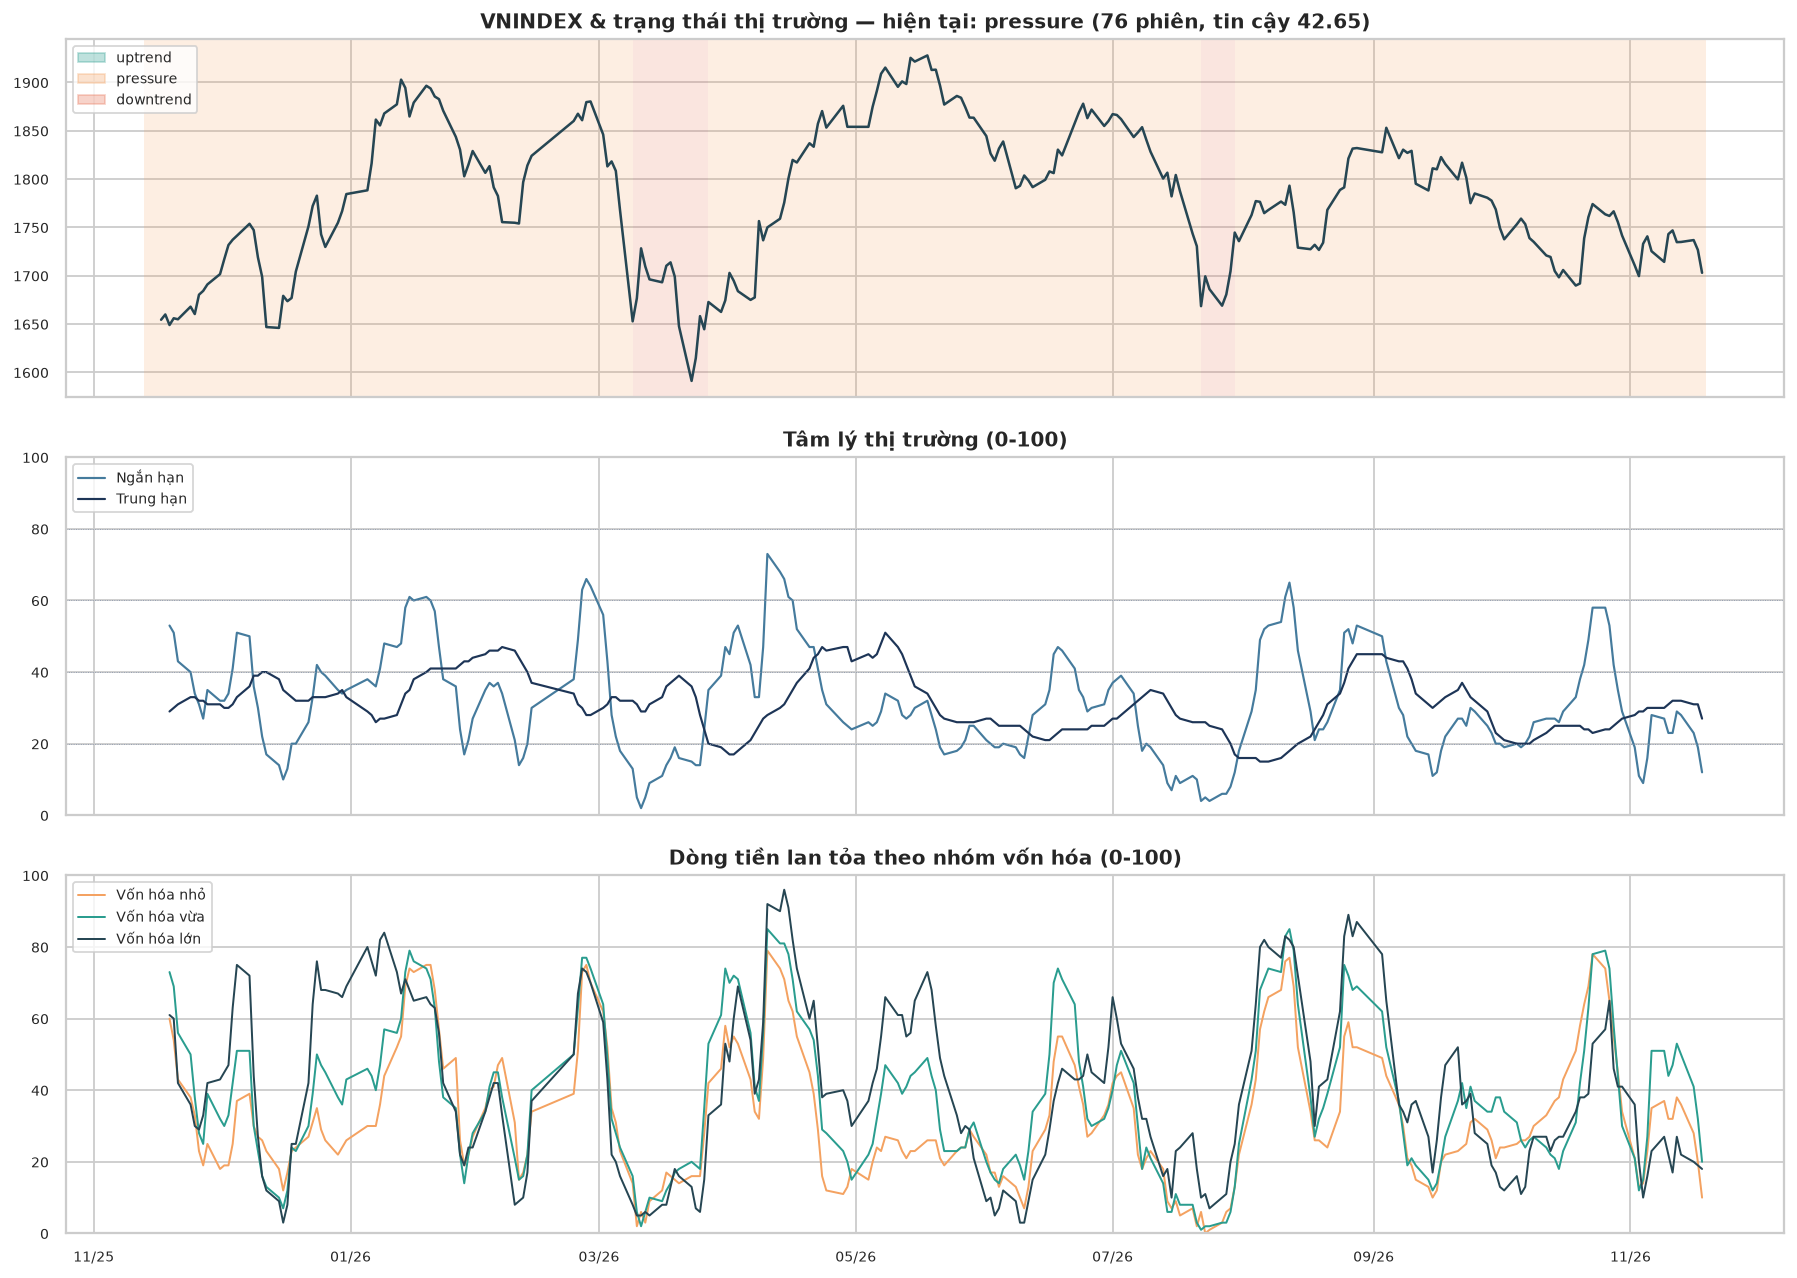 VNINDEX & trạng thái thị trường — hiện tại: pressure (76 phiên, tin cậy 42.65)
uptrend
pressure
downtrend
1900
1850
1800
1750
1700
1650
1600
Tâm lý thị trường (0-100)
Ngắn hạn
Trung hạn
100
80
60
40
20
0
Dòng tiền lan tỏa theo nhóm vốn hóa (0-100)
Vốn hóa nhỏ
Vốn hóa vừa
Vốn hóa lớn
100
80
60
40
20
0
11/25 01/26 03/26 05/26 07/26 09/26 11/26